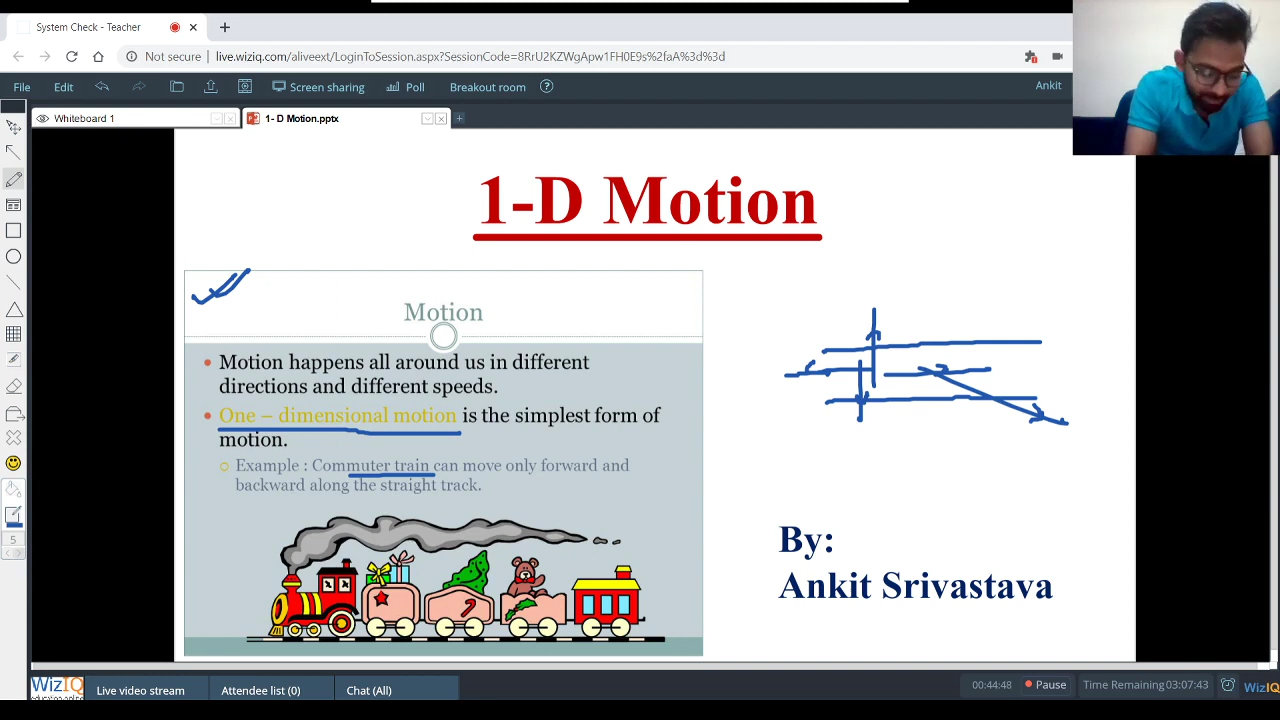 System Check - Teacher
Not secure
live.wiziq.com/aliveext/LoginToSession.aspx?SessionCode=8RrU2KZWgApw1FH0E9s%2faA%3d%3d
File Edit Screen sharing Poll Breakout room ? Ankit
Whiteboard 1
1- D Motion.pptx
1-D Motion
Motion
Motion happens all around us in different
directions and different speeds.
One – dimensional motion is the simplest form of
motion.
Example : Commuter train can move only forward and
backward along the straight track.
By:
Ankit Srivastava
5
WizIQ
education.online
Live video stream
Attendee list (0)
Chat (All)
00:44:48
Pause
Time Remaining 03:07:43
WizIQ